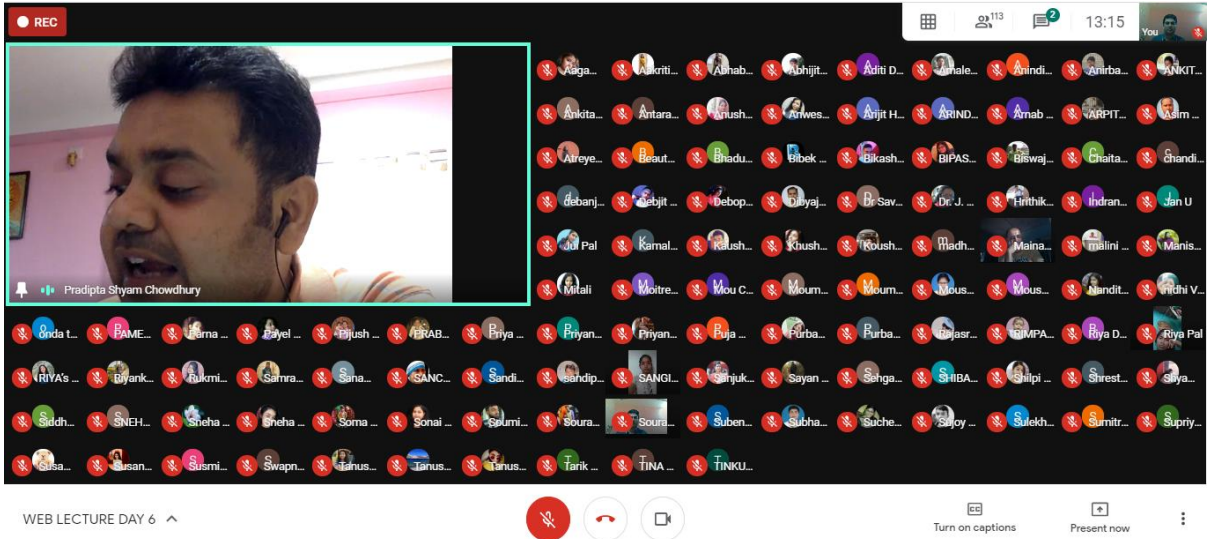 REC
113
2
13:15
You
Pradipta Shyam Chowdhury
Aaga... Aakriti... Abhab... Abhijit... Aditi D... Amale... Anindi... Anirba... ANKIT...
Ankita... Antara... Anush... Anwes... Arijit H... ARIND... Arnab ... ARPIT... Asim ...
Atreye... Beaut... Bhadu... Bibek ... Bikash... BIPAS... Biswaj... Chaita... chandi...
debanj... Debjit ... Debop... Dibyaj... Dr Sav... Dr. J. ... Hrithik... Indran... Jan U
Jui Pal Kamal... Kaush... Khush... Koush... madh... Maina... malini ... Manis...
Mitali Moitre... Mou C... Moum... Moum... Mous... Mous... Nandit... Nidhi V...
onda t... PAME... Parna ... Payel ... Pijush ... PRAB... Priya ... Priyan... Priyan... Puja ... Purba... Purba... Rajasr... RIMPA... Riya D... Riya Pal
RIYA's ... Riyank... Rukmi... Samra... Sana... SANC... Sandi... sandip... SANGI... Sanjuk... Sayan ... Sehga... SHIBA... Shilpi ... Shrest... Shya...
Siddh... SNEH... Sneha ... Sneha ... Soma ... Sonai ... Soumi... Soura... Soura... Suben... Subha... Suche... Sujoy ... Sulekh... Sumitr... Supriy...
Susa... Susan... Susmi... Swapn... Tanus... Tanus... Tanus... Tarik ... TINA ... TINKU...
WEB LECTURE DAY 6
CC
Turn on captions
Present now